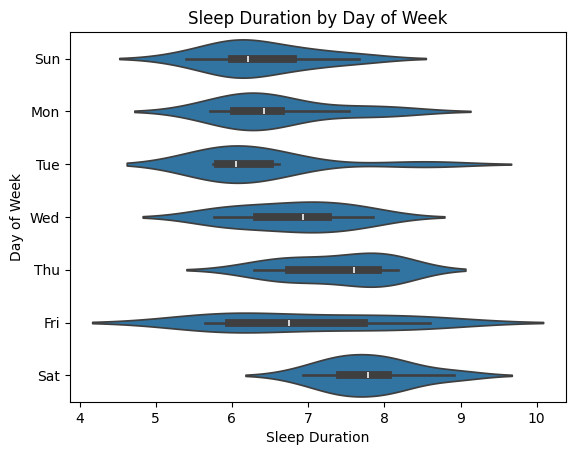 Sleep Duration by Day of Week
Day of Week
Sun
Mon
Tue
Wed
Thu
Fri
Sat
4 5 6 7 8 9 10
Sleep Duration